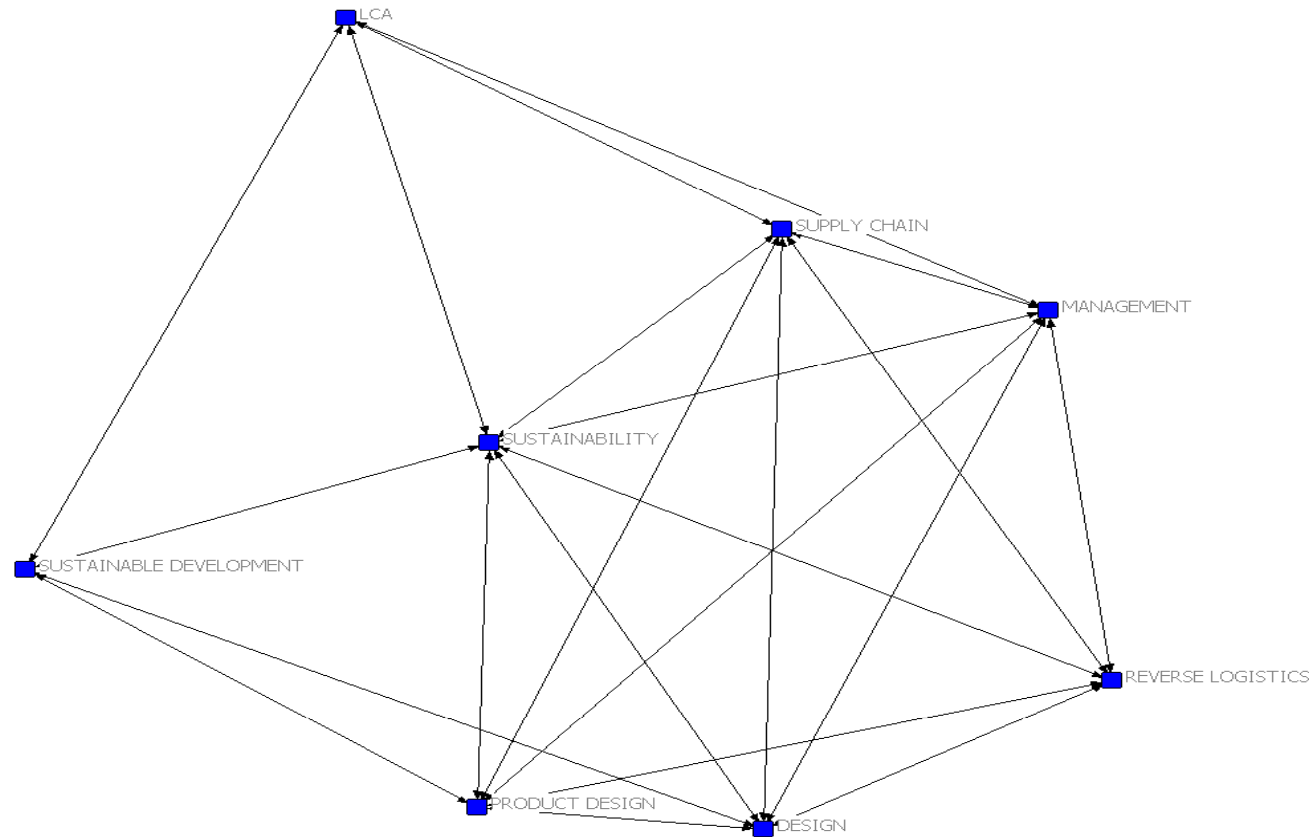 LCA
SUPPLY CHAIN
MANAGEMENT
SUSTAINABILITY
SUSTAINABLE DEVELOPMENT
REVERSE LOGISTICS
PRODUCT DESIGN
DESIGN